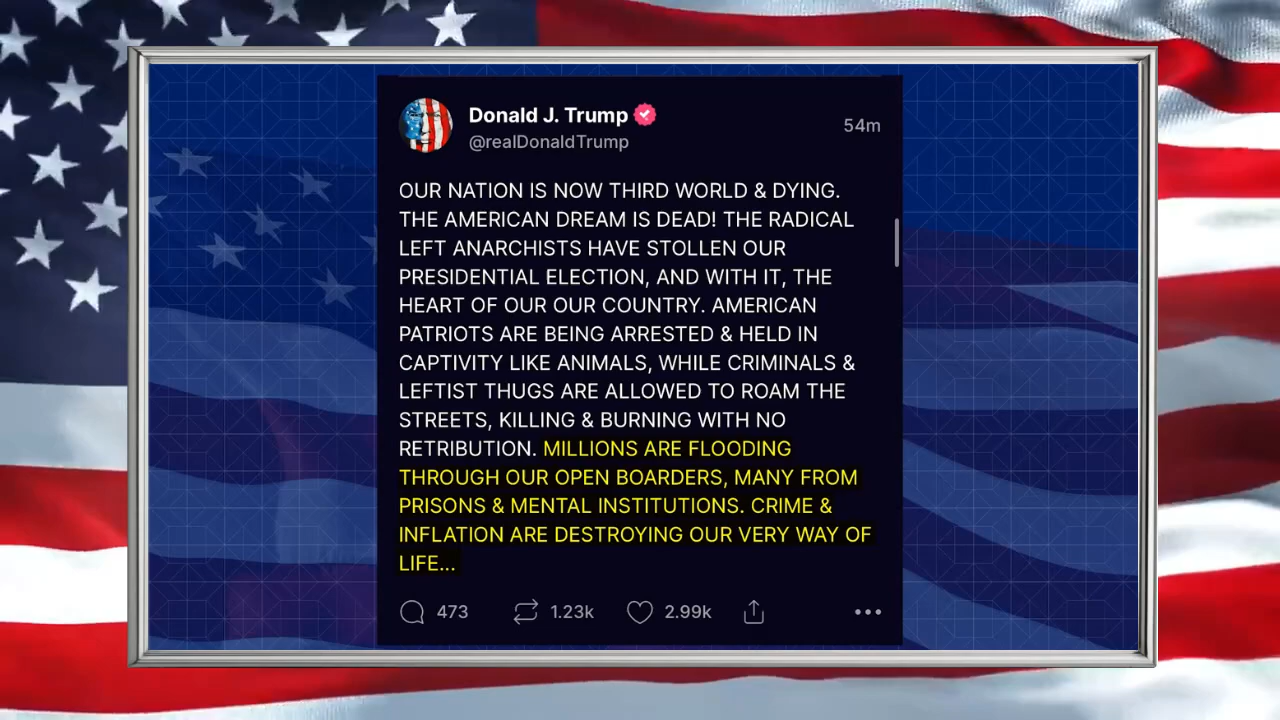 Donald J. Trump
@realDonaldTrump
54m
OUR NATION IS NOW THIRD WORLD & DYING.
THE AMERICAN DREAM IS DEAD! THE RADICAL
LEFT ANARCHISTS HAVE STOLLEN OUR
PRESIDENTIAL ELECTION, AND WITH IT, THE
HEART OF OUR OUR COUNTRY. AMERICAN
PATRIOTS ARE BEING ARRESTED & HELD IN
CAPTIVITY LIKE ANIMALS, WHILE CRIMINALS &
LEFTIST THUGS ARE ALLOWED TO ROAM THE
STREETS, KILLING & BURNING WITH NO
RETRIBUTION. MILLIONS ARE FLOODING
THROUGH OUR OPEN BOARDERS, MANY FROM
PRISONS & MENTAL INSTITUTIONS. CRIME &
INFLATION ARE DESTROYING OUR VERY WAY OF
LIFE...
473 1.23k 2.99k